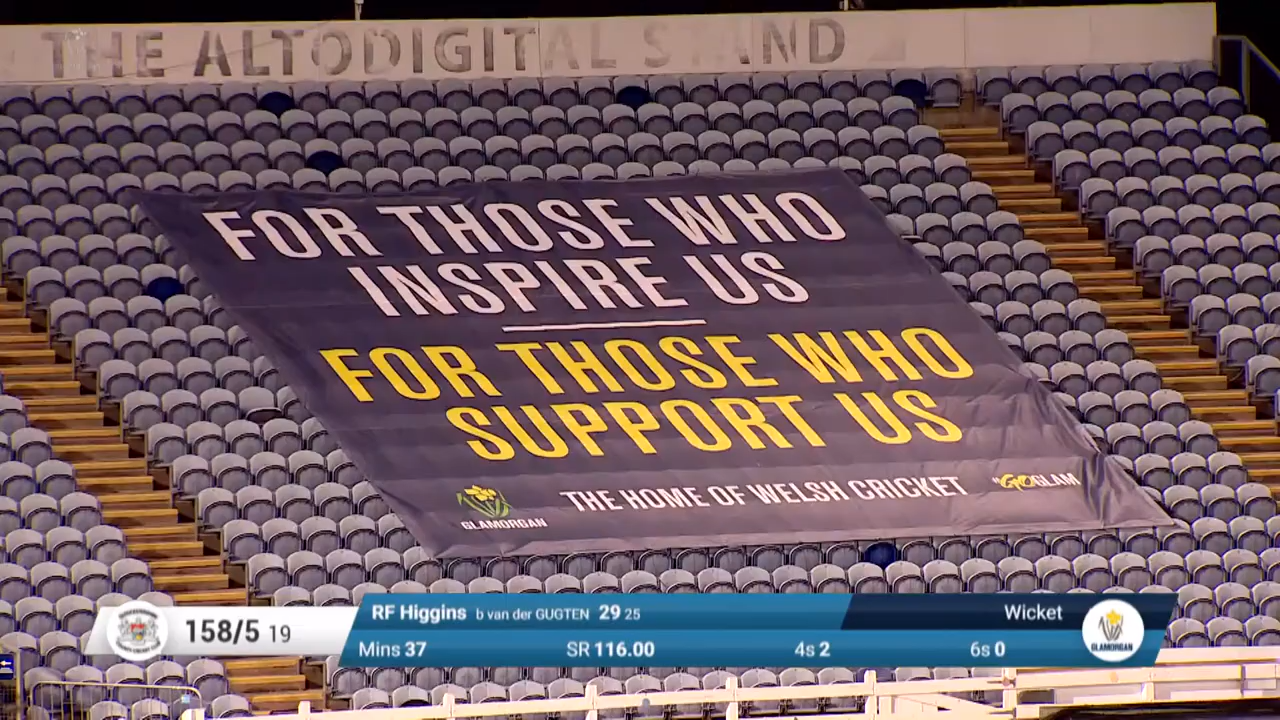 THE ALTODIGITAL STAND
FOR THOSE WHO
INSPIRE US
FOR THOSE WHO
SUPPORT US
GLAMORGAN
THE HOME OF WELSH CRICKET
#GOGLAM
158/5 19
RF Higgins b van der GUGTEN 29 25
Wicket
Mins 37 SR 116.00 4s 2 6s 0
GLAMORGAN